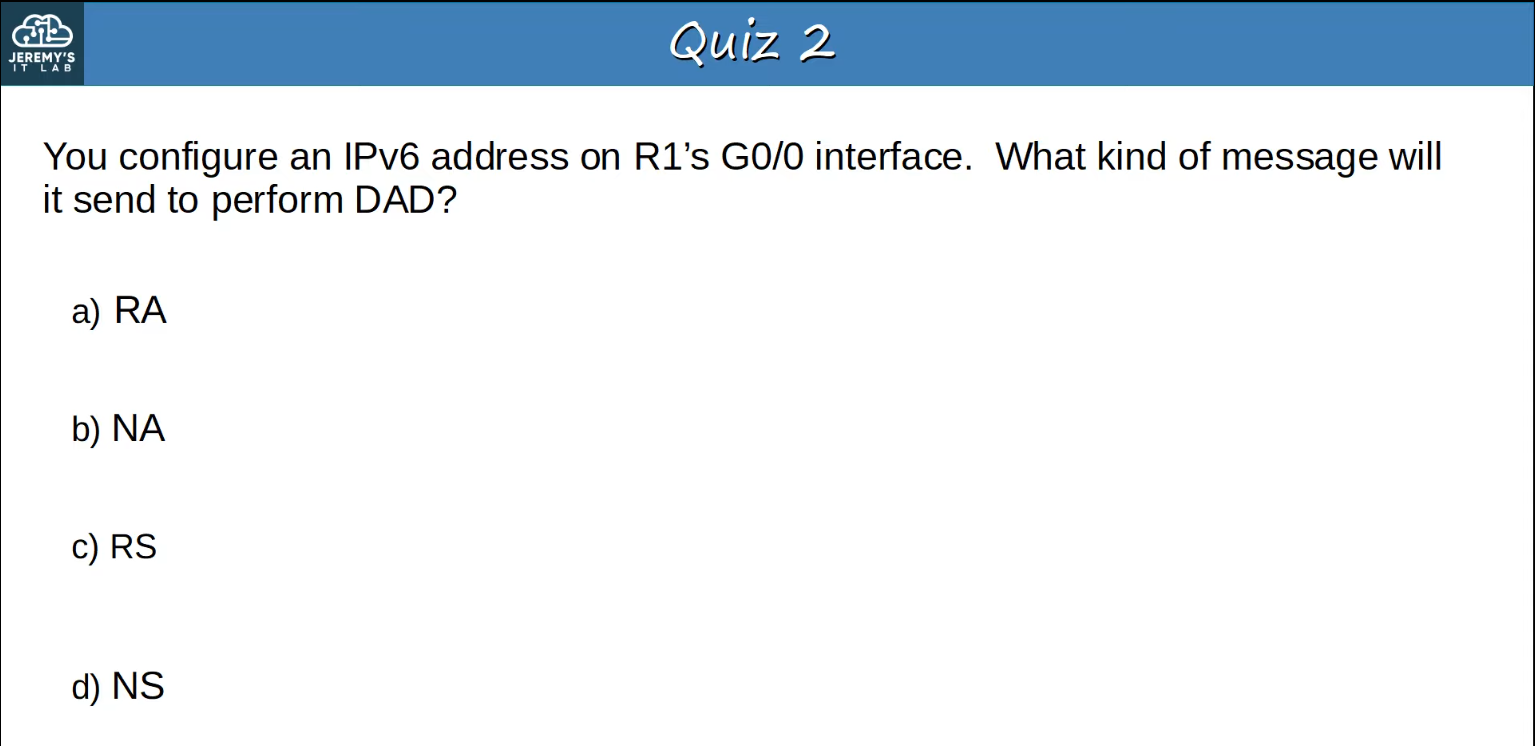 JEREMY'S
IT LAB
Quiz 2
You configure an IPv6 address on R1’s G0/0 interface.  What kind of message will
it send to perform DAD?
a) RA
b) NA
c) RS
d) NS